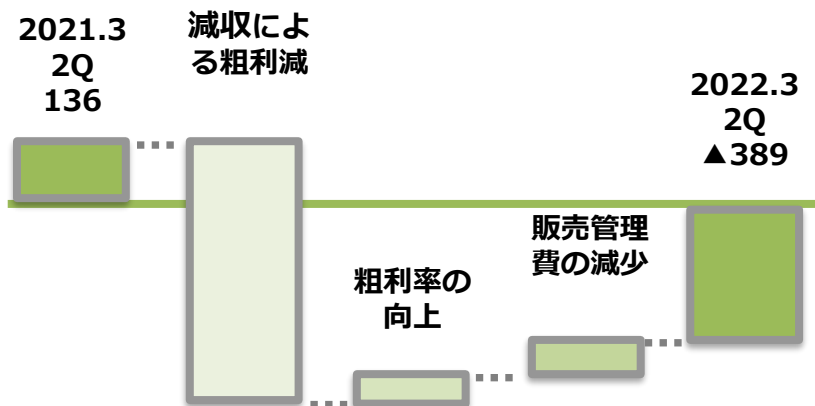 2021.3
2Q
136
減収によ
る粗利減
粗利率の
向上
販売管理
費の減少
2022.3
2Q
▲389